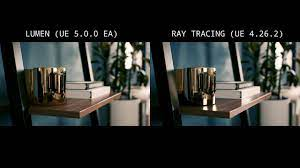 LUMEN (UE 5.0.0 EA)
RAY TRACING (UE 4.26.2)